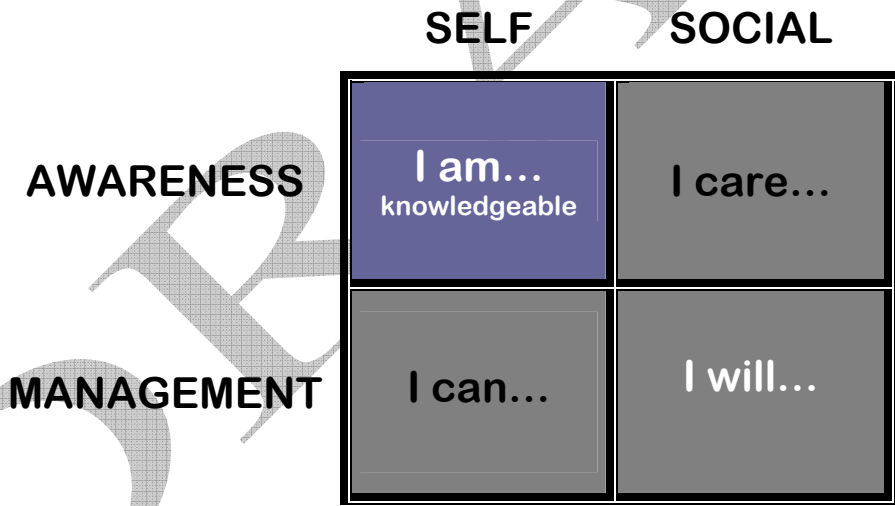 SELF SOCIAL
AWARENESS
I am...
knowledgeable
I care...
MANAGEMENT
I can...
I will...